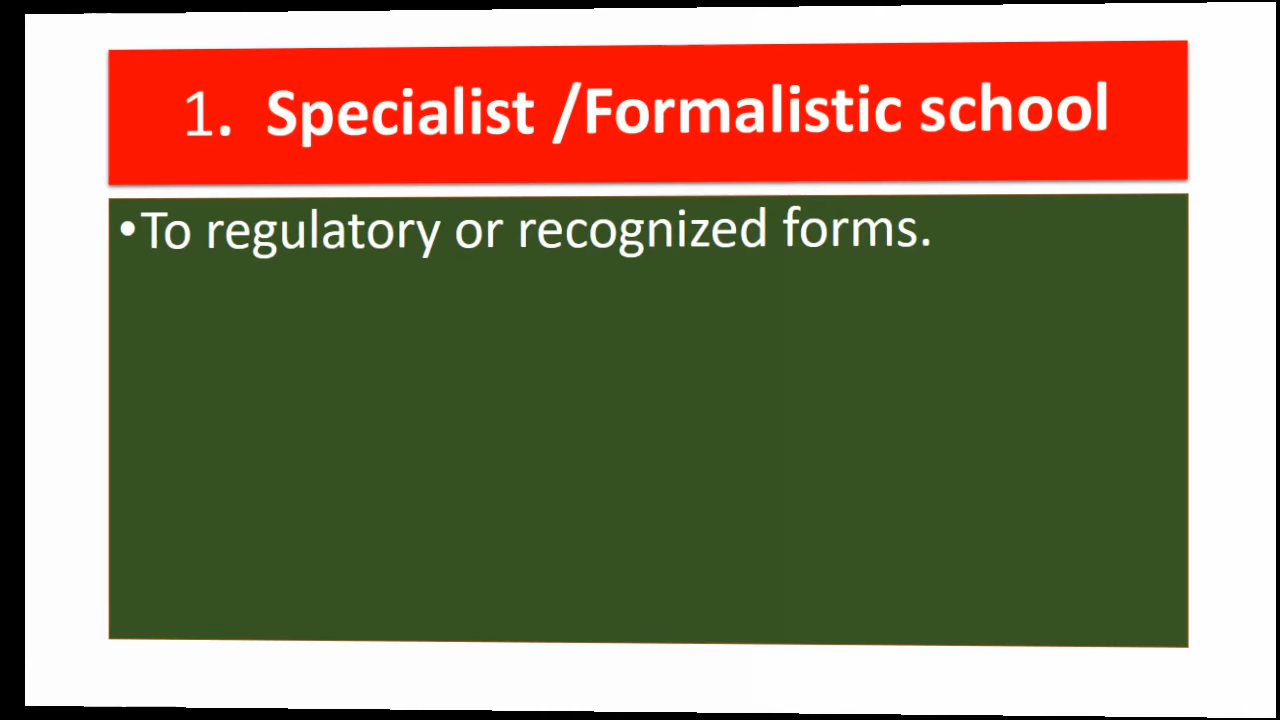 1. Specialist /Formalistic school
•To regulatory or recognized forms.